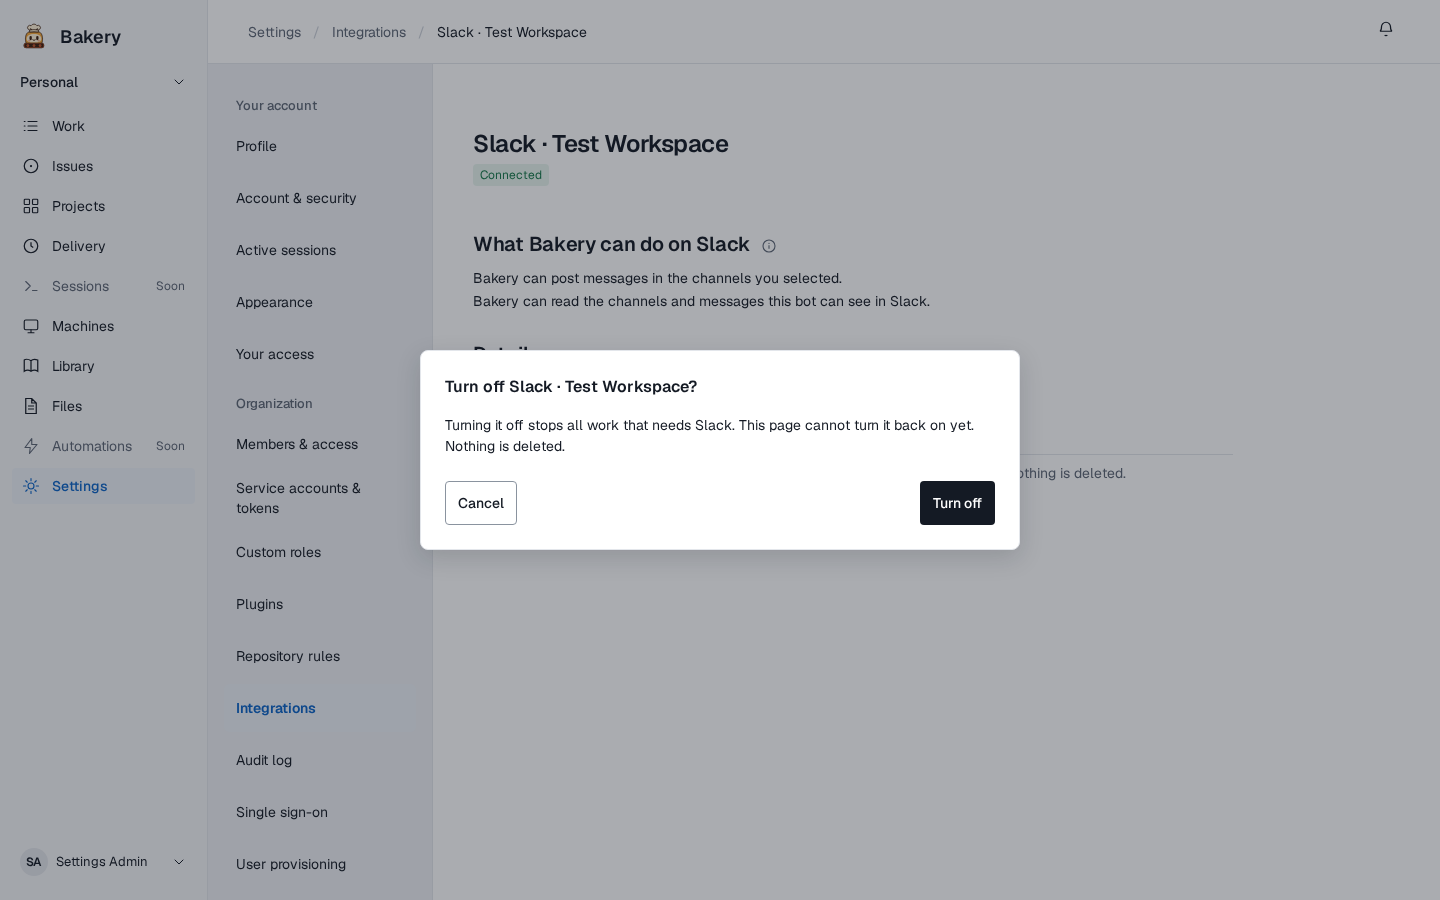 Bakery
Settings / Integrations / Slack · Test Workspace
Personal
Work
Issues
Projects
Delivery
Sessions Soon
Machines
Library
Files
Automations Soon
Settings
SA Settings Admin
Your account
Profile
Account & security
Active sessions
Appearance
Your access
Organization
Members & access
Service accounts &
tokens
Custom roles
Plugins
Repository rules
Integrations
Audit log
Single sign-on
User provisioning
Slack · Test Workspace
Connected
What Bakery can do on Slack
Bakery can post messages in the channels you selected.
Bakery can read the channels and messages this bot can see in Slack.
Turn off Slack · Test Workspace?
Turning it off stops all work that needs Slack. This page cannot turn it back on yet.
Nothing is deleted.
Cancel
Turn off
is deleted.